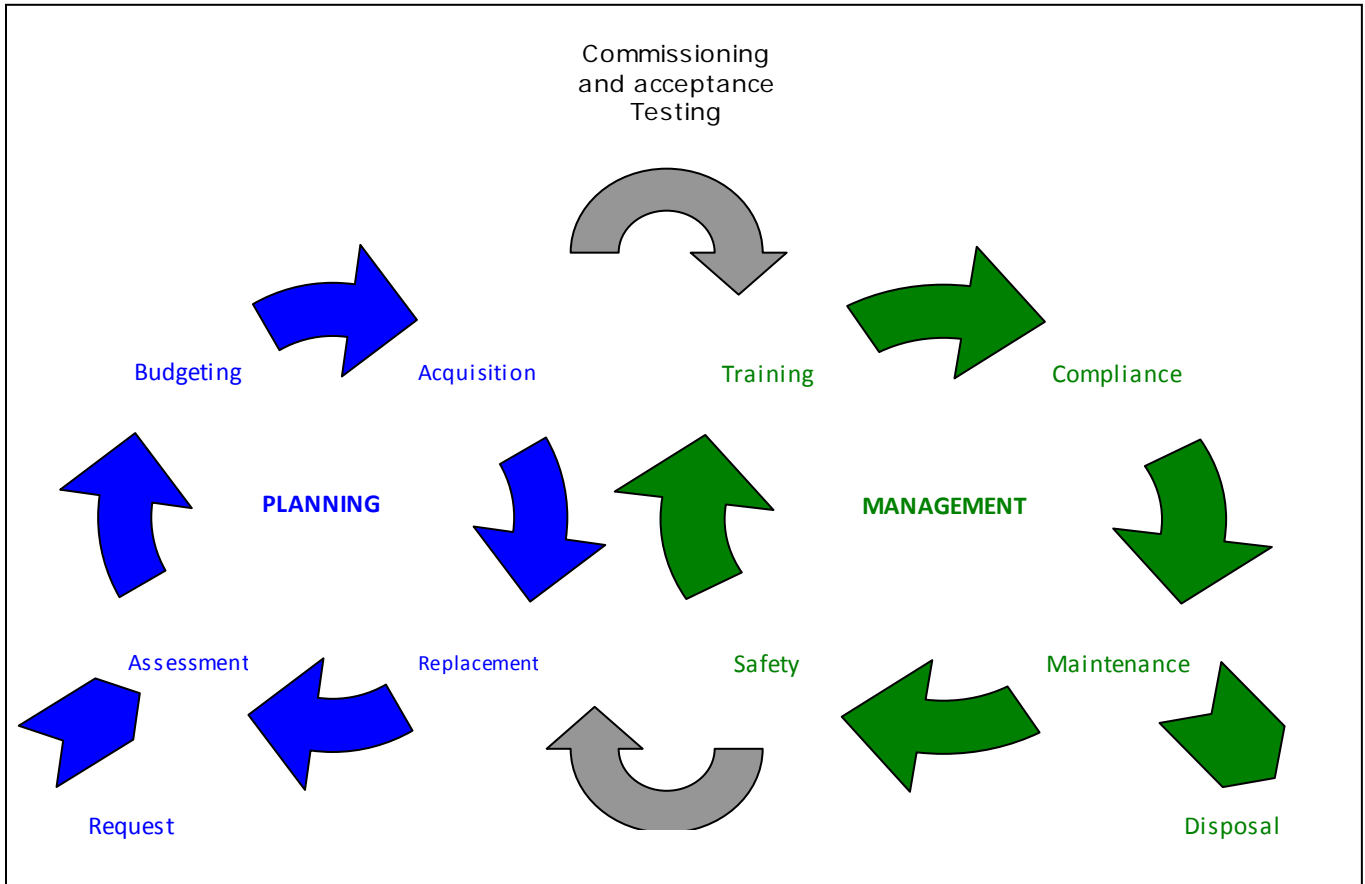 Commissioning
and acceptance
Testing
Budgeting
Acquisition
Training
Compliance
PLANNING
MANAGEMENT
Assessment
Replacement
Safety
Maintenance
Request
Disposal